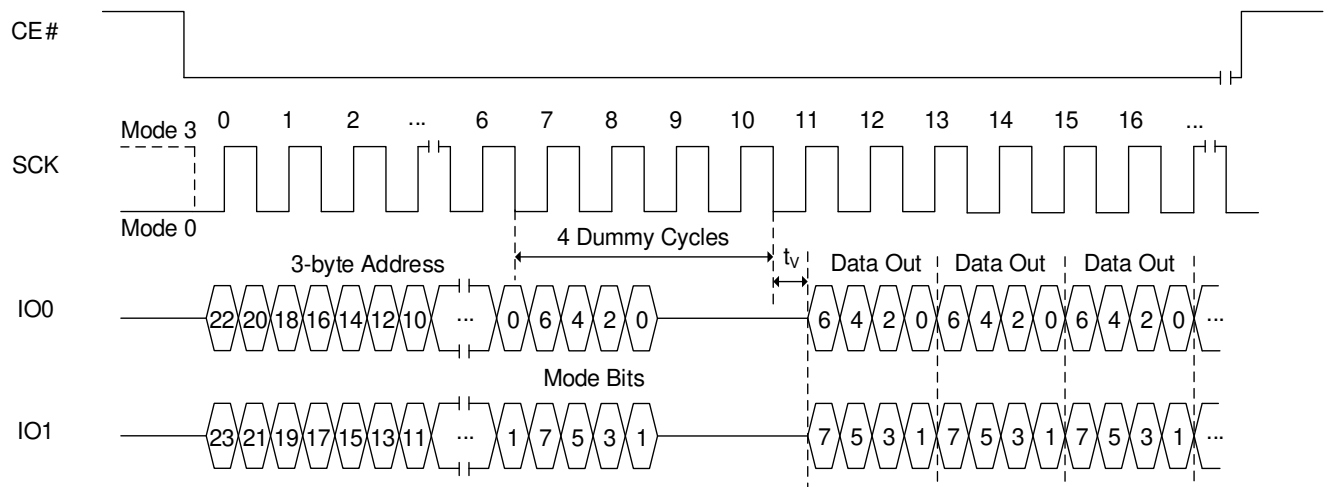 CE#
Mode 3
0 1 2 ... 6 7 8 9 10 11 12 13 14 15 16 ...
SCK
Mode 0
4 Dummy Cycles
3-byte Address
tV
Data Out Data Out Data Out
IO0
22 20 18 16 14 12 10 ... 0 6 4 2 0 6 4 2 0 6 4 2 0 6 4 2 0 ...
Mode Bits
IO1
23 21 19 17 15 13 11 ... 1 7 5 3 1 7 5 3 1 7 5 3 1 7 5 3 1 ...